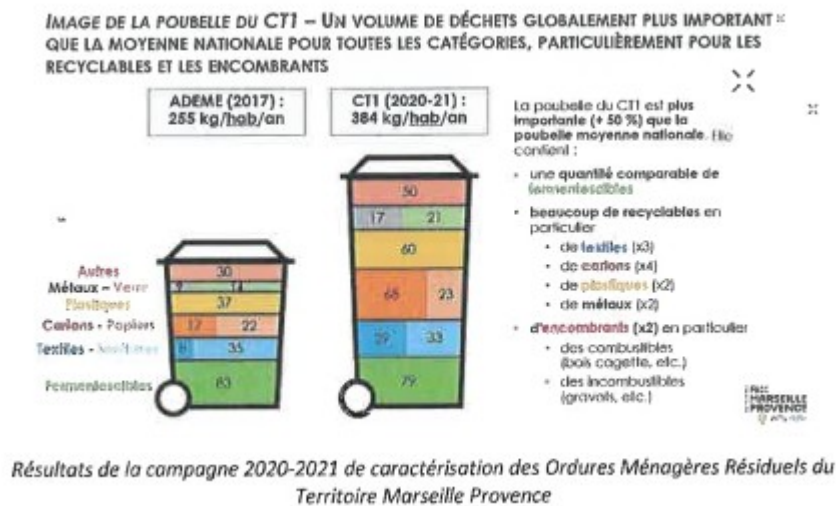 IMAGE DE LA POUBELLE DU CT1 – UN VOLUME DE DÉCHETS GLOBALEMENT PLUS IMPORTANT
QUE LA MOYENNE NATIONALE POUR TOUTES LES CATÉGORIES, PARTICULIÈREMENT POUR LES
RECYCLABLES ET LES ENCOMBRANTS
ADEME (2017) :
255 kg/hab/an
CT1 (2020-21) :
384 kg/hab/an
La poubelle du CT1 est plus
importante (+ 50 %) que la
poubelle moyenne nationale. Elle
contient :
• une quantité comparable de
fermentescibles
• beaucoup de recyclables en
particulier
• de textiles (x3)
• de cartons (x4)
• de plastiques (x2)
• de métaux (x2)
• d'encombrants (x2) en particulier
• des combustibles
(bois cagette, etc.)
• des incombustibles
(gravats, etc.)
Autres
30
Métaux – Verre
9 14
Plastiques
37
Cartons - Papiers
17 22
Textiles -
8 35
Fermentescibles
83
50
17 21
60
68 23
29 33
79
MARSEILLE
PROVENCE
Résultats de la campagne 2020-2021 de caractérisation des Ordures Ménagères Résiduels du
Territoire Marseille Provence